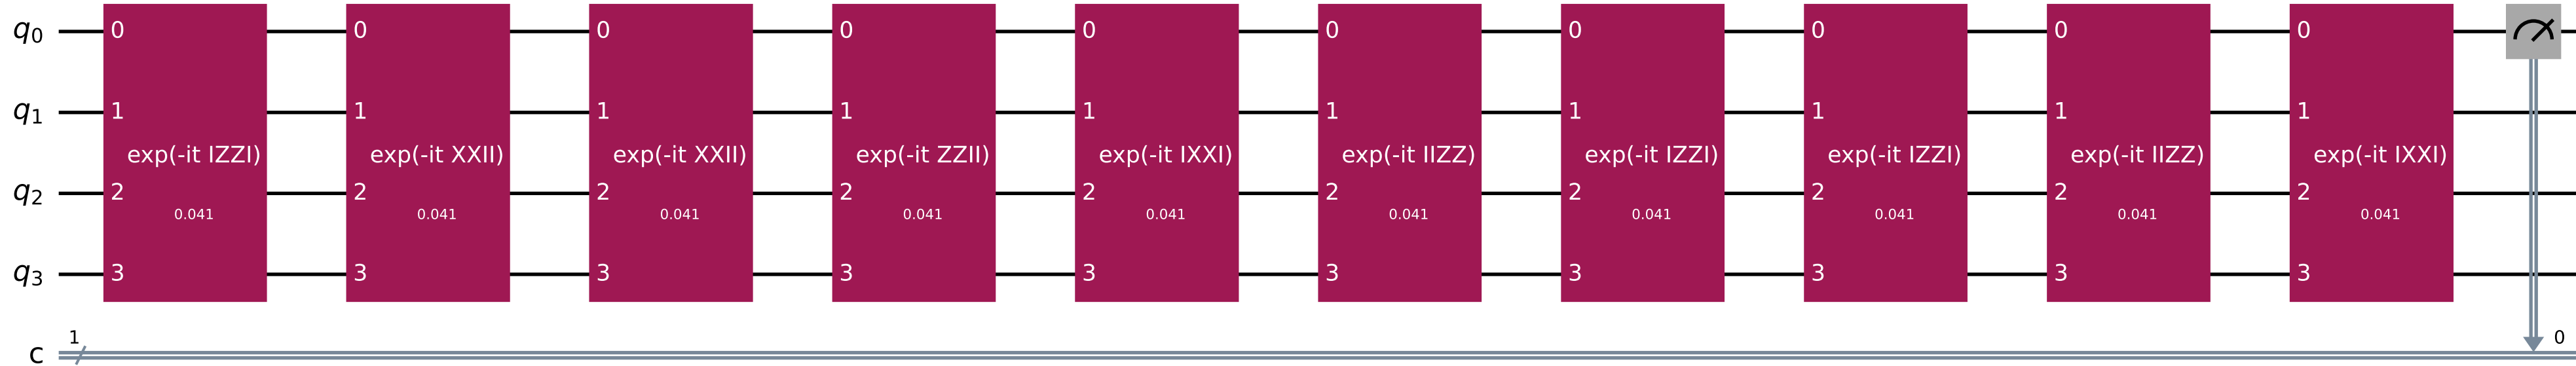 q0 0 0 0 0 0 0 0 0 0 0
q1 1 1 1 1 1 1 1 1 1 1
exp(-it IZZI) exp(-it XXII) exp(-it XXII) exp(-it ZZII) exp(-it IXXI) exp(-it IIZZ) exp(-it IZZI) exp(-it IZZI) exp(-it IIZZ) exp(-it IXXI)
q2 2 2 2 2 2 2 2 2 2 2
0.041 0.041 0.041 0.041 0.041 0.041 0.041 0.041 0.041 0.041
q3 3 3 3 3 3 3 3 3 3 3
1 0
c